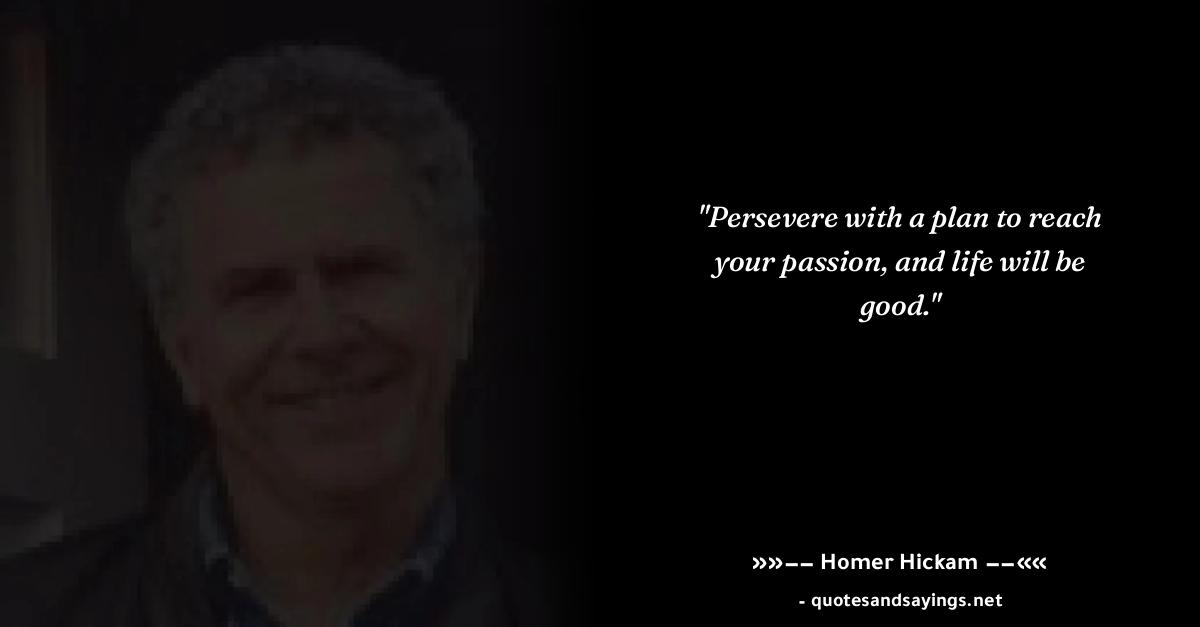 "Persevere with a plan to reach
your passion, and life will be
good."
»»−− Homer Hickam −−««
- quotesandsayings.net